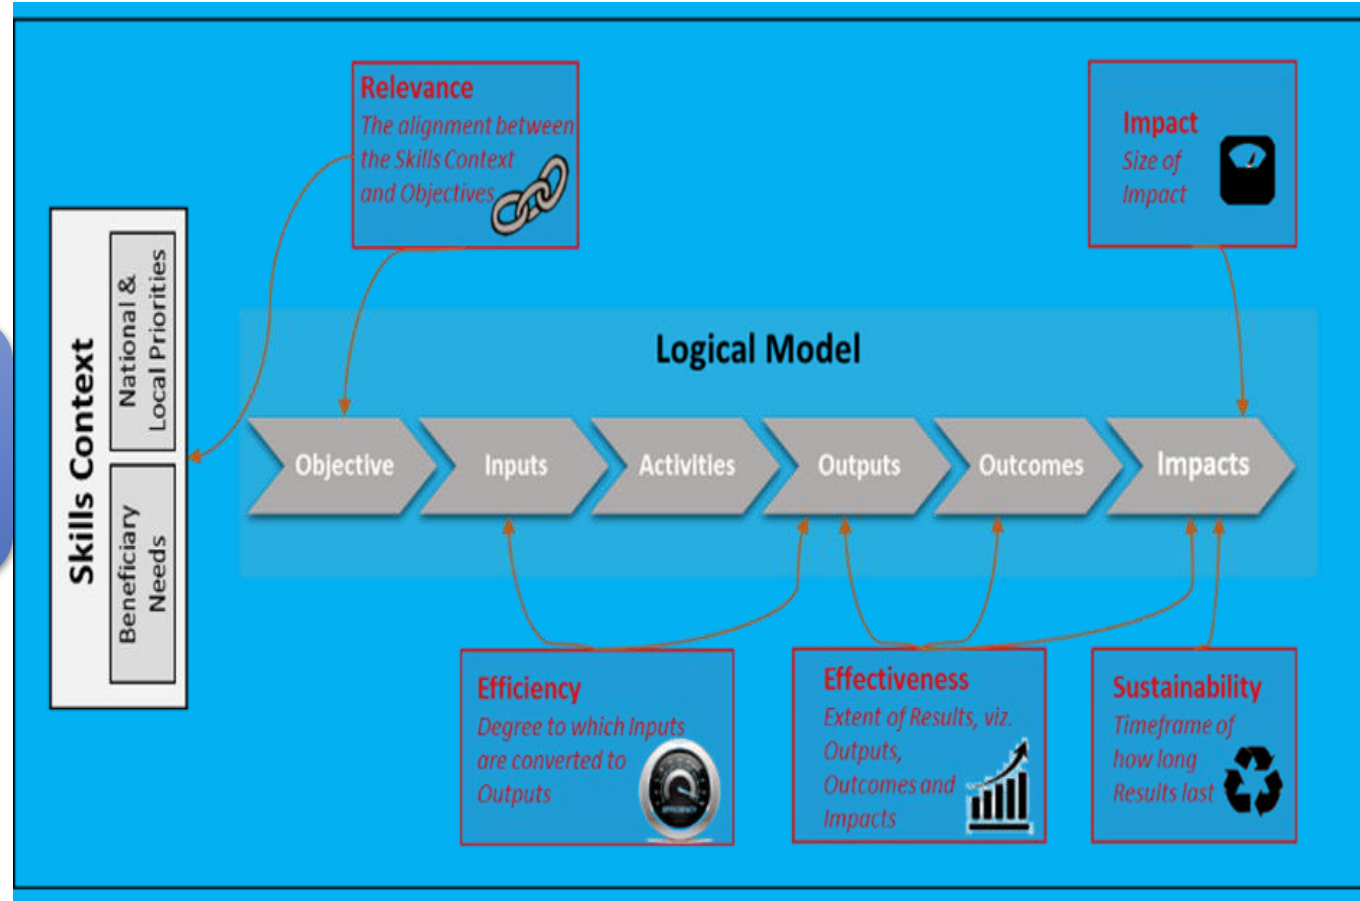 Relevance
The alignment between
the Skills Context
and Objectives
Impact
Size of
Impact
Skills Context
National &
Local Priorities
Beneficiary
Needs
Logical Model
Objective
Inputs
Activities
Outputs
Outcomes
Impacts
Efficiency
Degree to which Inputs
are converted to
Outputs
EFFICIENCY
Effectiveness
Extent of Results, viz.
Outputs,
Outcomes and
Impacts
Sustainability
Timeframe of
how long
Results last